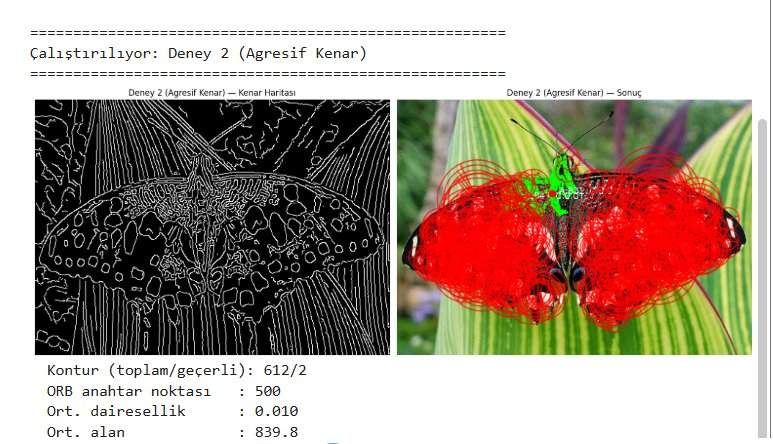 =======================================================
Çalıştırılıyor: Deney 2 (Agresif Kenar)
=======================================================
Deney 2 (Agresif Kenar) — Kenar Haritası
Deney 2 (Agresif Kenar) — Sonuç
Kontur (toplam/geçerli): 612/2
ORB anahtar noktası : 500
Ort. dairesellik : 0.010
Ort. alan : 839.8